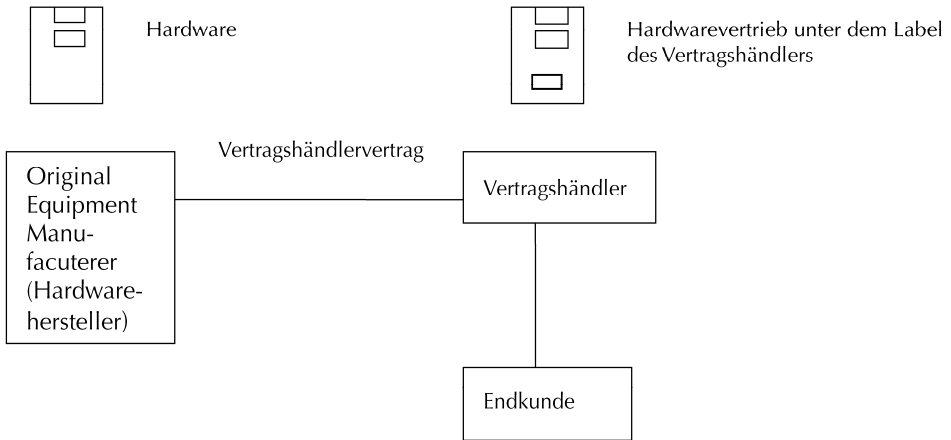 Hardware
Hardwarevertrieb unter dem Label
des Vertragshändlers
Vertragshändlervertrag
Original
Equipment
Manu-
facuterer
(Hardware-
hersteller)
Vertragshändler
Endkunde